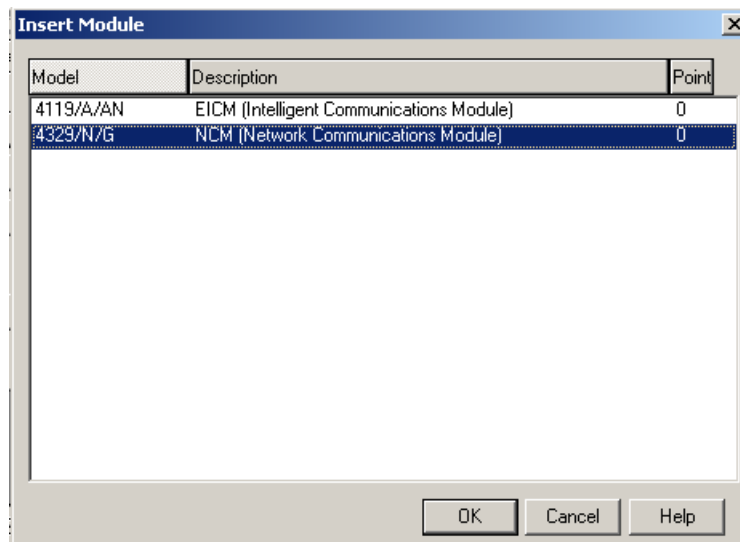 Insert Module
Model Description Point
4119/A/AN EICM (Intelligent Communications Module) 0
4329/N/G NCM (Network Communications Module) 0
OK Cancel Help